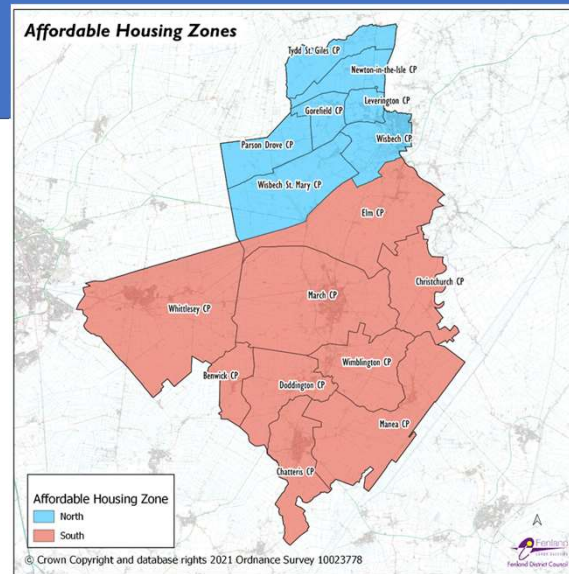 Affordable Housing Zones
Tydd St. Giles CP
Newton-in-the-Isle CP
Leverington CP
Gorefield CP
Parson Drove CP
Wisbech CP
Wisbech St. Mary CP
Elm CP
Christchurch CP
March CP
Whittlesey CP
Wimblington CP
Benwick CP
Doddington CP
Manea CP
Chatteris CP
Affordable Housing Zone
North
South
Fenland
Fenland District Council
© Crown Copyright and database rights 2021 Ordnance Survey 10023778